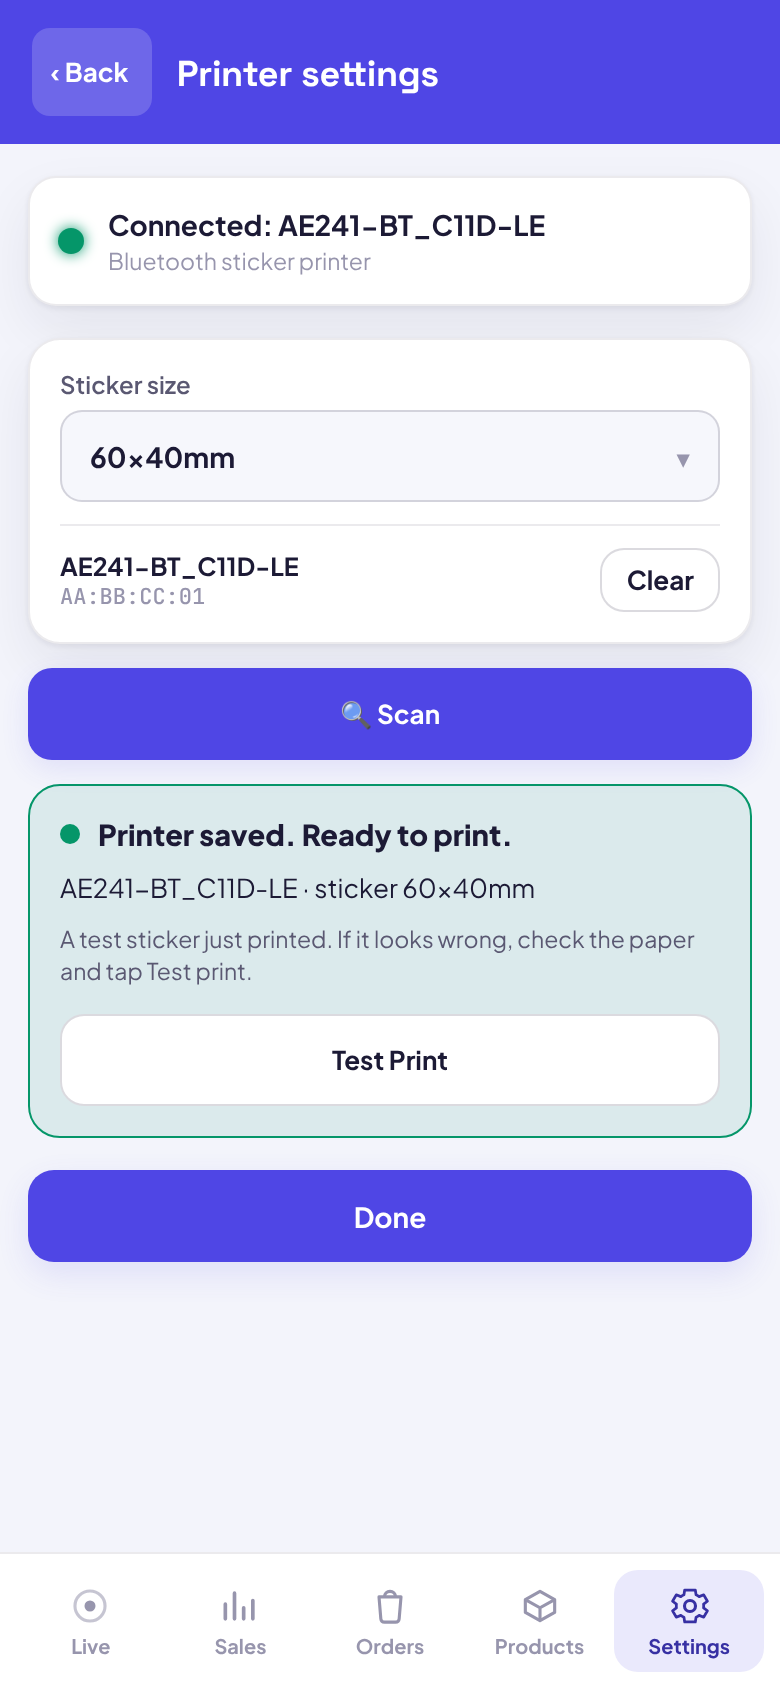 ‹ Back
Printer settings
Connected: AE241-BT_C11D-LE
Bluetooth sticker printer
Sticker size
60×40mm
AE241-BT_C11D-LE
AA:BB:CC:01
Clear
Scan
Printer saved. Ready to print.
AE241-BT_C11D-LE · sticker 60×40mm
A test sticker just printed. If it looks wrong, check the paper
and tap Test print.
Test Print
Done
Live
Sales
Orders
Products
Settings